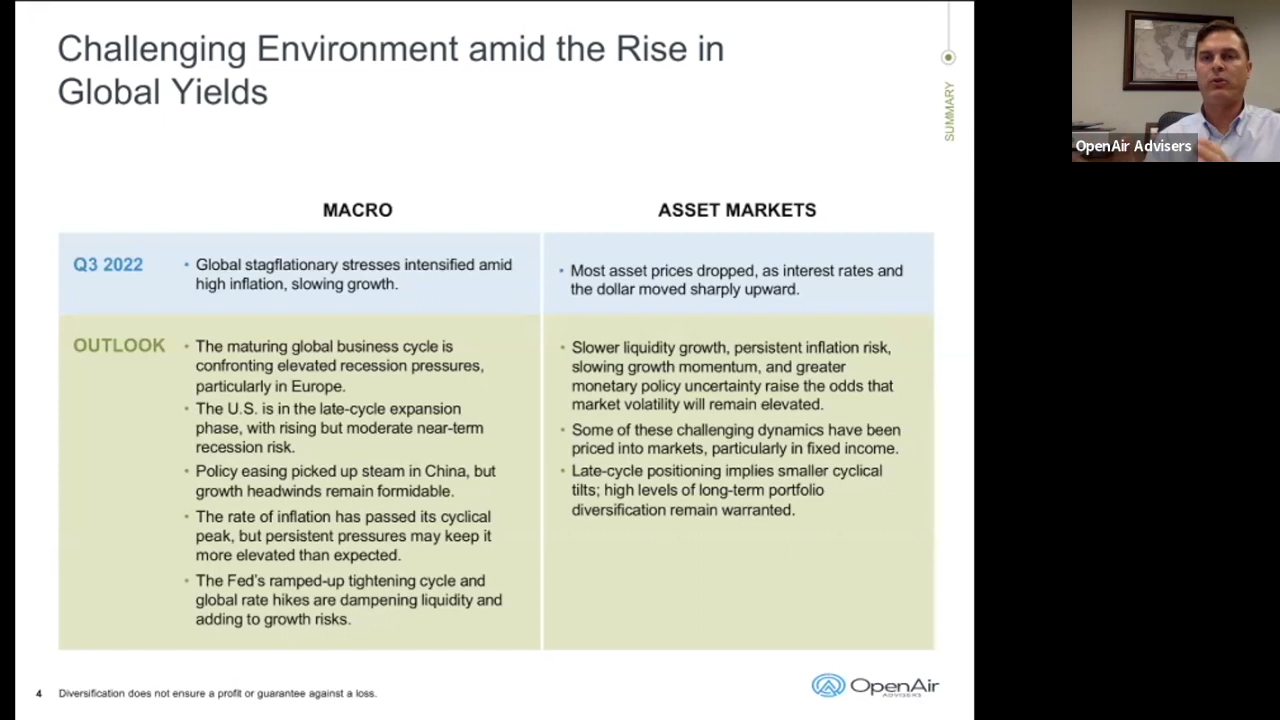 Challenging Environment amid the Rise in
Global Yields
SUMMARY
OpenAir Advisers
MACRO
ASSET MARKETS
Q3 2022
• Global stagflationary stresses intensified amid
high inflation, slowing growth.
• Most asset prices dropped, as interest rates and
the dollar moved sharply upward.
OUTLOOK
• The maturing global business cycle is
confronting elevated recession pressures,
particularly in Europe.
• The U.S. is in the late-cycle expansion
phase, with rising but moderate near-term
recession risk.
• Policy easing picked up steam in China, but
growth headwinds remain formidable.
• The rate of inflation has passed its cyclical
peak, but persistent pressures may keep it
more elevated than expected.
• The Fed's ramped-up tightening cycle and
global rate hikes are dampening liquidity and
adding to growth risks.
• Slower liquidity growth, persistent inflation risk,
slowing growth momentum, and greater
monetary policy uncertainty raise the odds that
market volatility will remain elevated.
• Some of these challenging dynamics have been
priced into markets, particularly in fixed income.
• Late-cycle positioning implies smaller cyclical
tilts; high levels of long-term portfolio
diversification remain warranted.
4 Diversification does not ensure a profit or guarantee against a loss.
OpenAir
ADVISERS